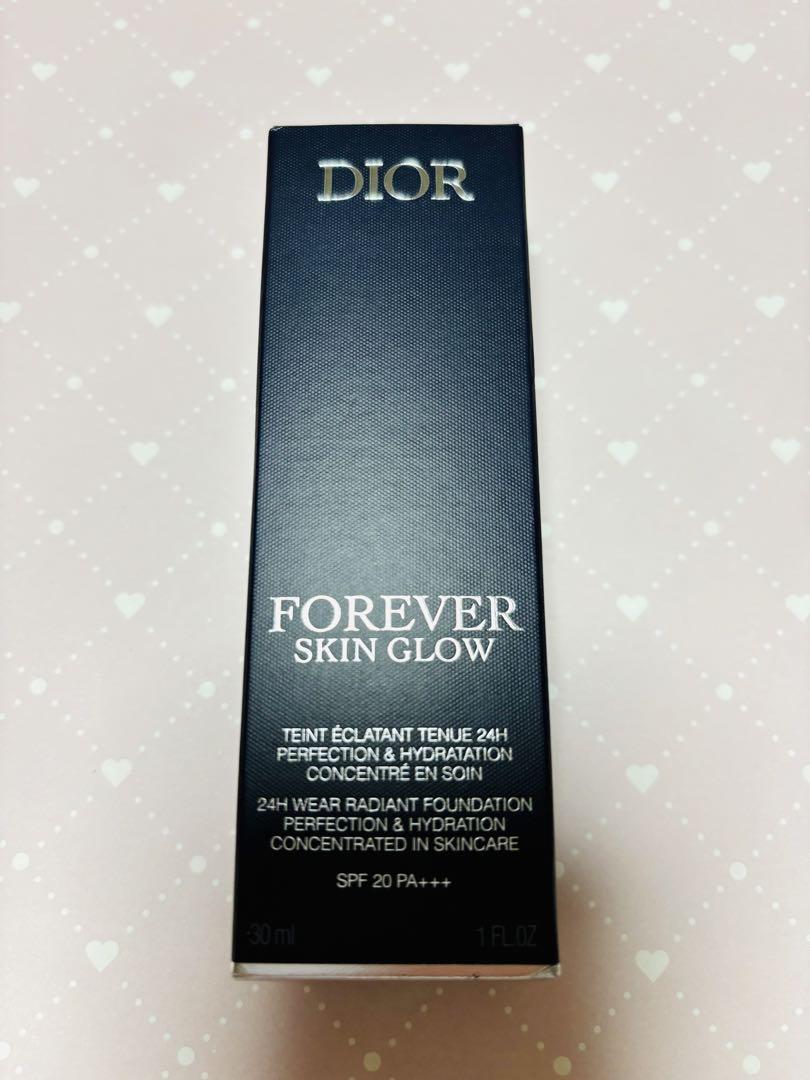 DIOR
FOREVER
SKIN GLOW
TEINT ÉCLATANT TENUE 24H
PERFECTION & HYDRATATION
CONCENTRÉ EN SOIN
24H WEAR RADIANT FOUNDATION
PERFECTION & HYDRATION
CONCENTRATED IN SKINCARE
SPF 20 PA+++
30 ml 1 FL.OZ